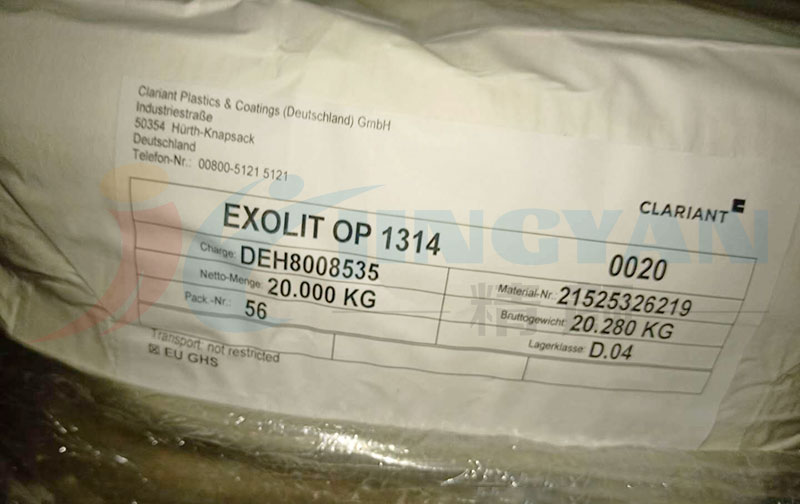 Clariant Plastics & Coatings (Deutschland) GmbH
Industriestraße
50354 Hürth-Knapsack
Deutschland
Telefon-Nr.: 00800-5121 5121
CLARIANT
EXOLIT OP 1314 0020
Charge: DEH8008535 Material-Nr. 21525326219
Netto-Menge: 20.000 KG Bruttogewicht: 20.280 KG
Pack.-Nr.: 56 Lagerklasse: D.04
Transport: not restricted
☒ EU GHS
JINGYAN